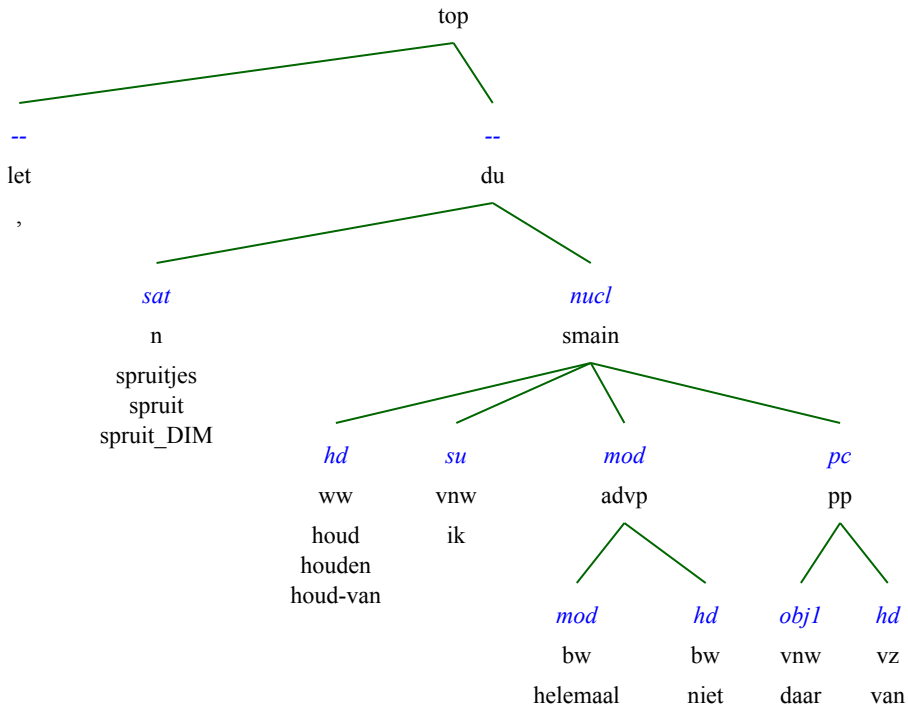 top
-- --
let du
,
sat nucl
n smain
spruitjes
spruit
spruit_DIM
hd su mod pc
ww vnw advp pp
houd ik
houden
houd-van
mod hd obj1 hd
bw bw vnw vz
helemaal niet daar van